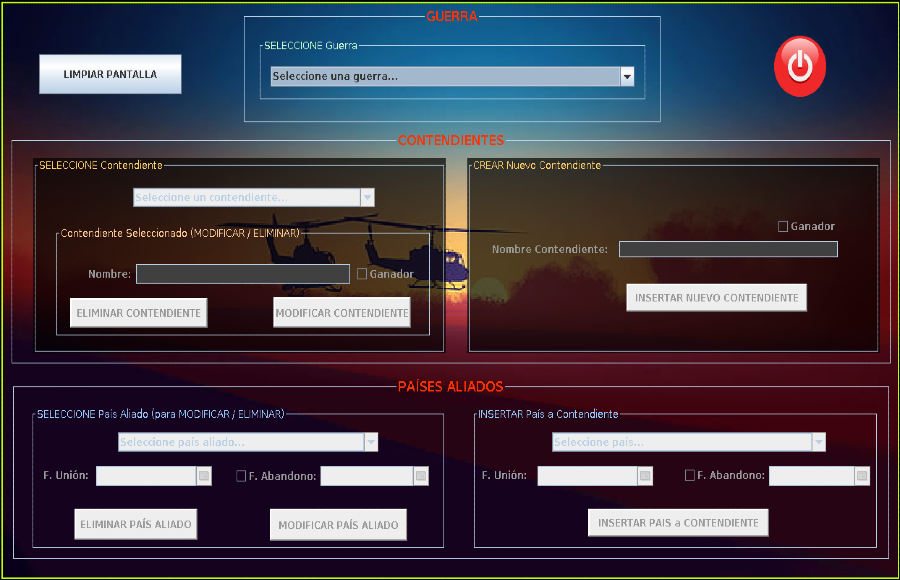 GUERRA
SELECCIONE Guerra
LIMPIAR PANTALLA
Seleccione una guerra...
CONTENDIENTES
SELECCIONE Contendiente
Seleccione un contendiente...
Contendiente Seleccionado (MODIFICAR / ELIMINAR)
Nombre:
Ganador
ELIMINAR CONTENDIENTE
MODIFICAR CONTENDIENTE
CREAR Nuevo Contendiente
Ganador
Nombre Contendiente:
INSERTAR NUEVO CONTENDIENTE
PAÍSES ALIADOS
SELECCIONE País Aliado (para MODIFICAR / ELIMINAR)
Seleccione país aliado...
F. Unión:
F. Abandono:
ELIMINAR PAÍS ALIADO
MODIFICAR PAÍS ALIADO
INSERTAR País a Contendiente
Seleccione país...
F. Unión:
F. Abandono:
INSERTAR PAIS a CONTENDIENTE